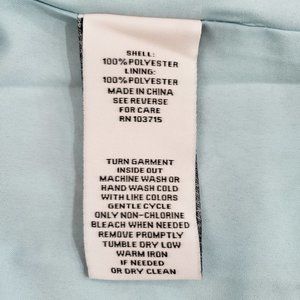 SHELL:
100% POLYESTER
LINING:
100% POLYESTER
MADE IN CHINA
SEE REVERSE
FOR CARE
RN 103715
TURN GARMENT
INSIDE OUT
MACHINE WASH OR
HAND WASH COLD
WITH LIKE COLORS
GENTLE CYCLE
ONLY NON-CHLORINE
BLEACH WHEN NEEDED
REMOVE PROMPTLY
TUMBLE DRY LOW
WARM IRON
IF NEEDED
OR DRY CLEAN